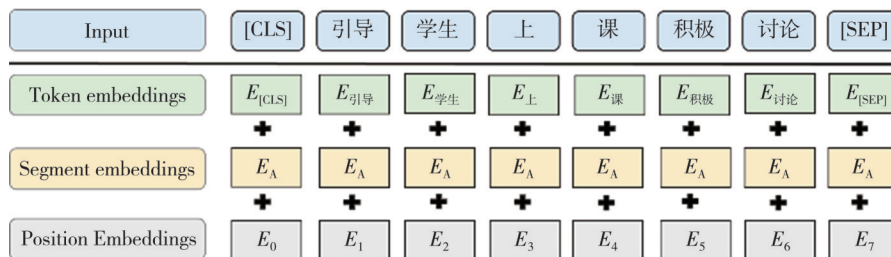 Input [CLS] 引导 学生 上 课 积极 讨论 [SEP]
Token embeddings E[CLS] E引导 E学生 E上 E课 E积极 E讨论 E[SEP]
+ + + + + + + +
Segment embeddings EA EA EA EA EA EA EA EA
+ + + + + + + +
Position Embeddings E0 E1 E2 E3 E4 E5 E6 E7